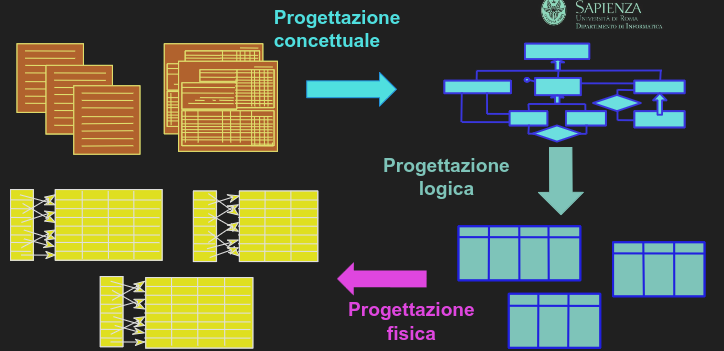 Progettazione
concettuale
SAPIENZA
UNIVERSITÀ DI ROMA
DIPARTIMENTO DI INFORMATICA
Progettazione
logica
Progettazione
fisica